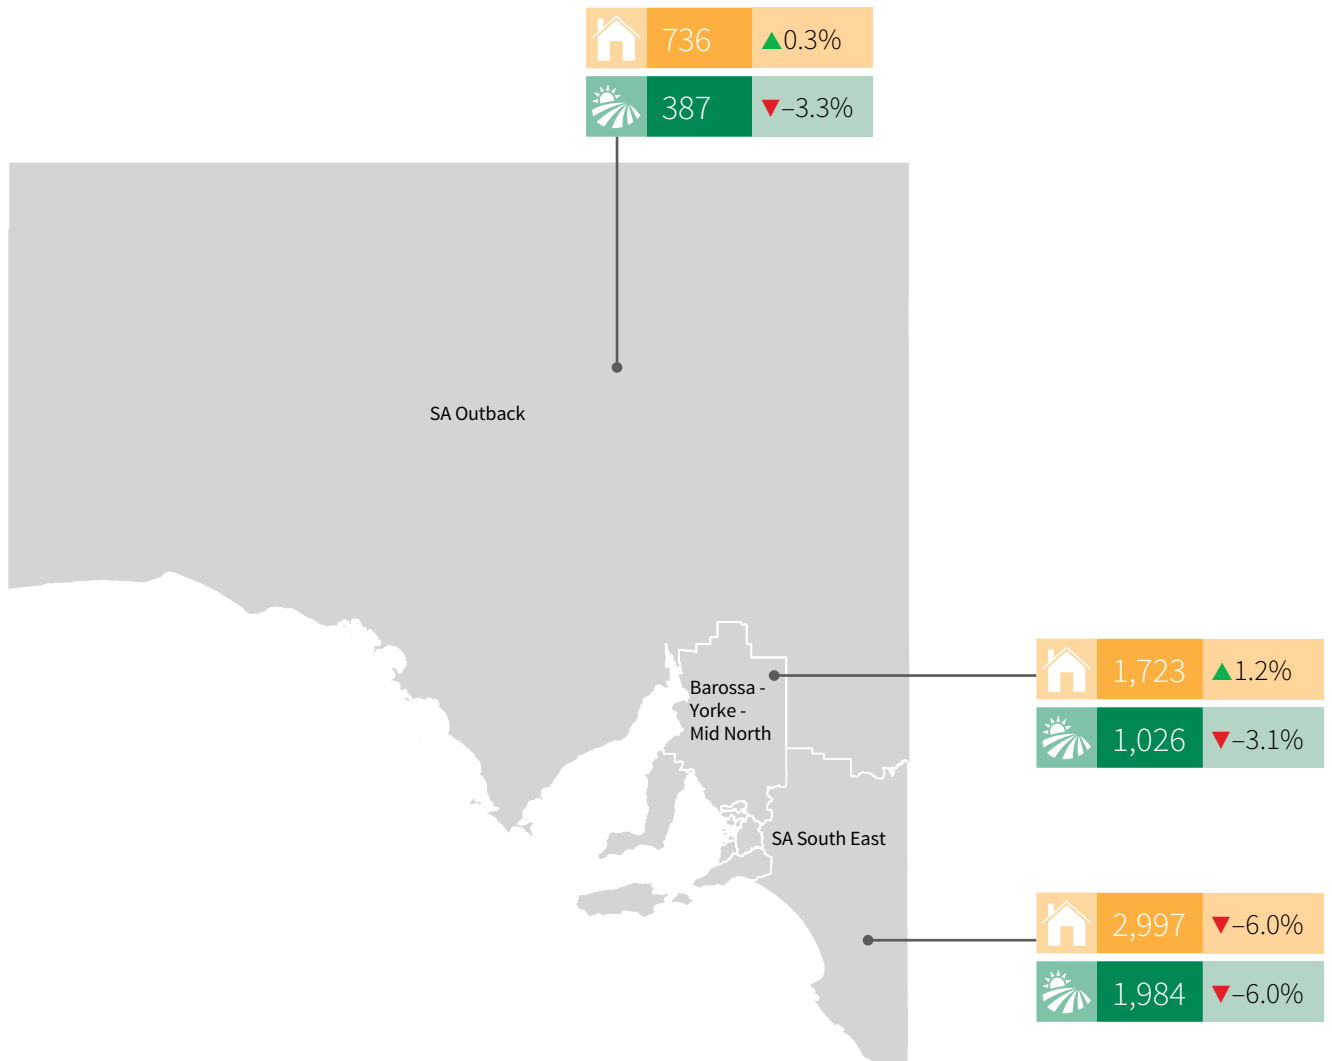 736 ▲0.3%
387 ▼–3.3%
SA Outback
Barossa -
Yorke -
Mid North
1,723 ▲1.2%
1,026 ▼–3.1%
SA South East
2,997 ▼–6.0%
1,984 ▼–6.0%